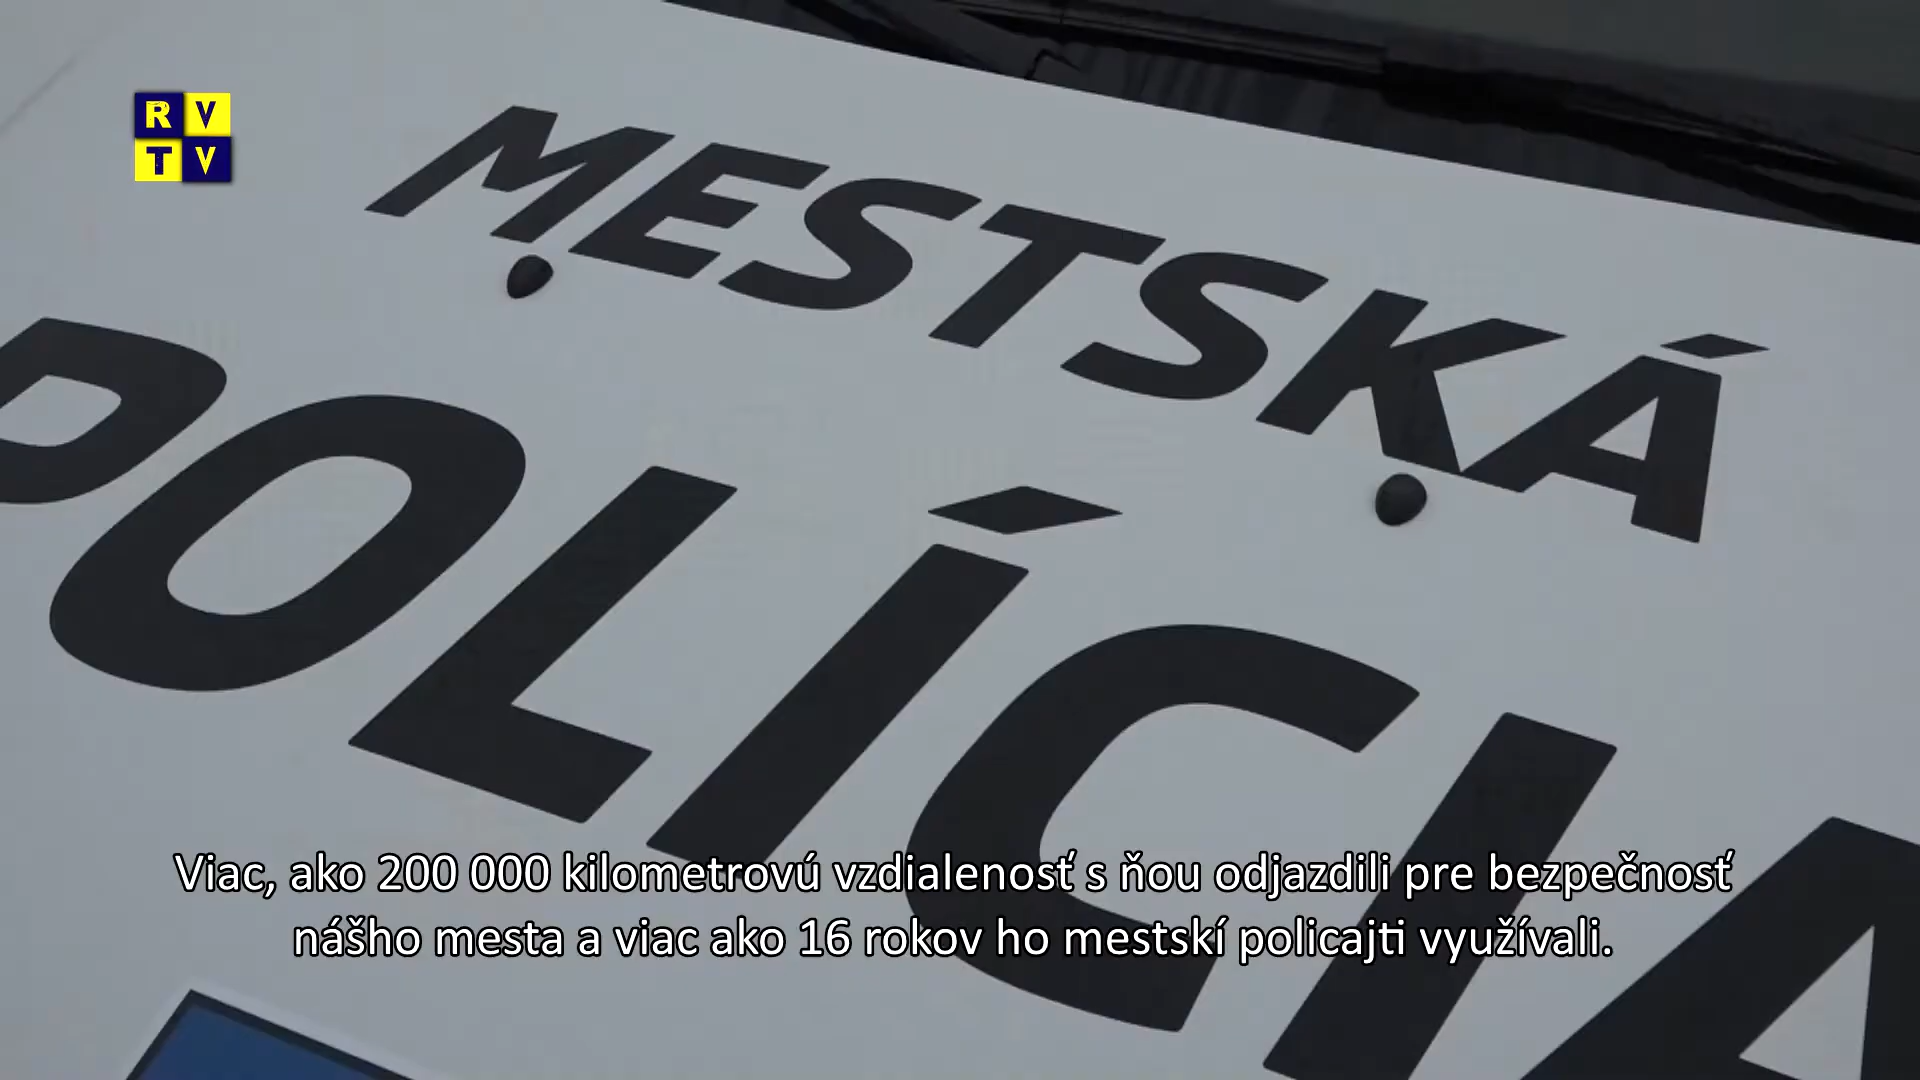 RV
TV
MESTSKÁ
POLÍCIA
Viac, ako 200 000 kilometrovú vzdialenosť s ňou odjazdili pre bezpečnosť
nášho mesta a viac ako 16 rokov ho mestskí policajti využívali.